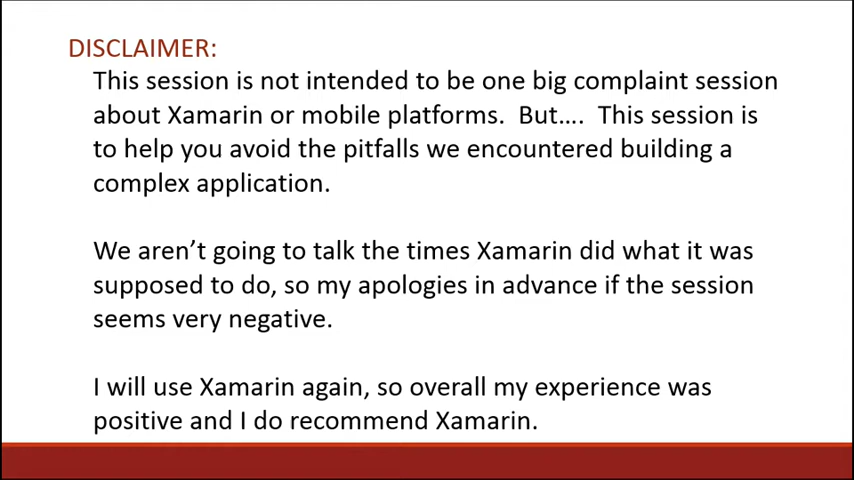 DISCLAIMER:
This session is not intended to be one big complaint session
about Xamarin or mobile platforms.  But….  This session is
to help you avoid the pitfalls we encountered building a
complex application.
We aren’t going to talk the times Xamarin did what it was
supposed to do, so my apologies in advance if the session
seems very negative.
I will use Xamarin again, so overall my experience was
positive and I do recommend Xamarin.